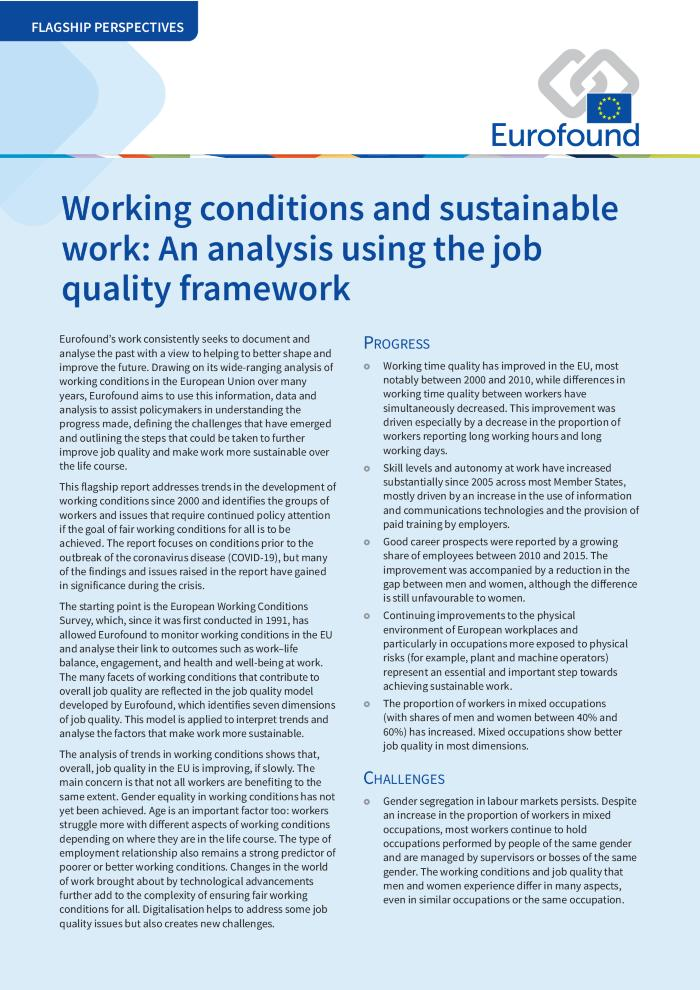 FLAGSHIP PERSPECTIVES
Eurofound
Working conditions and sustainable
work: An analysis using the job
quality framework
Eurofound’s work consistently seeks to document and
analyse the past with a view to helping to better shape and
improve the future. Drawing on its wide-ranging analysis of
working conditions in the European Union over many
years, Eurofound aims to use this information, data and
analysis to assist policymakers in understanding the
progress made, defining the challenges that have emerged
and outlining the steps that could be taken to further
improve job quality and make work more sustainable over
the life course.
This flagship report addresses trends in the development of
working conditions since 2000 and identifies the groups of
workers and issues that require continued policy attention
if the goal of fair working conditions for all is to be
achieved. The report focuses on conditions prior to the
outbreak of the coronavirus disease (COVID-19), but many
of the findings and issues raised in the report have gained
in significance during the crisis.
The starting point is the European Working Conditions
Survey, which, since it was first conducted in 1991, has
allowed Eurofound to monitor working conditions in the EU
and analyse their link to outcomes such as work–life
balance, engagement, and health and well-being at work.
The many facets of working conditions that contribute to
overall job quality are reflected in the job quality model
developed by Eurofound, which identifies seven dimensions
of job quality. This model is applied to interpret trends and
analyse the factors that make work more sustainable.
The analysis of trends in working conditions shows that,
overall, job quality in the EU is improving, if slowly. The
main concern is that not all workers are benefiting to the
same extent. Gender equality in working conditions has not
yet been achieved. Age is an important factor too: workers
struggle more with different aspects of working conditions
depending on where they are in the life course. The type of
employment relationship also remains a strong predictor of
poorer or better working conditions. Changes in the world
of work brought about by technological advancements
further add to the complexity of ensuring fair working
conditions for all. Digitalisation helps to address some job
quality issues but also creates new challenges.
PROGRESS
Working time quality has improved in the EU, most
notably between 2000 and 2010, while differences in
working time quality between workers have
simultaneously decreased. This improvement was
driven especially by a decrease in the proportion of
workers reporting long working hours and long
working days.
Skill levels and autonomy at work have increased
substantially since 2005 across most Member States,
mostly driven by an increase in the use of information
and communications technologies and the provision of
paid training by employers.
Good career prospects were reported by a growing
share of employees between 2010 and 2015. The
improvement was accompanied by a reduction in the
gap between men and women, although the difference
is still unfavourable to women.
Continuing improvements to the physical
environment of European workplaces and
particularly in occupations more exposed to physical
risks (for example, plant and machine operators)
represent an essential and important step towards
achieving sustainable work.
The proportion of workers in mixed occupations
(with shares of men and women between 40% and
60%) has increased. Mixed occupations show better
job quality in most dimensions.
CHALLENGES
Gender segregation in labour markets persists. Despite
an increase in the proportion of workers in mixed
occupations, most workers continue to hold
occupations performed by people of the same gender
and are managed by supervisors or bosses of the same
gender. The working conditions and job quality that
men and women experience differ in many aspects,
even in similar occupations or the same occupation.